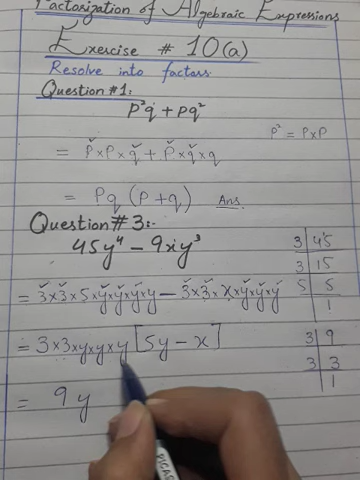 Factorization of Algebraic Expressions
Exercise # 10(a)
Resolve into factors.
Question #1:
p²q + pq²
p² = p×p
= p×p×q + p×q×q
= pq (p+q) Ans.
Question #3:-
45y⁴ − 9xy³
3 | 45
3 | 15
5 | 5
1
= 3×3×5×y×y×y×y − 3×3×x×y×y×y
= 3×3×y×y×y [5y − x]
3 | 9
3 | 3
1
= 9y